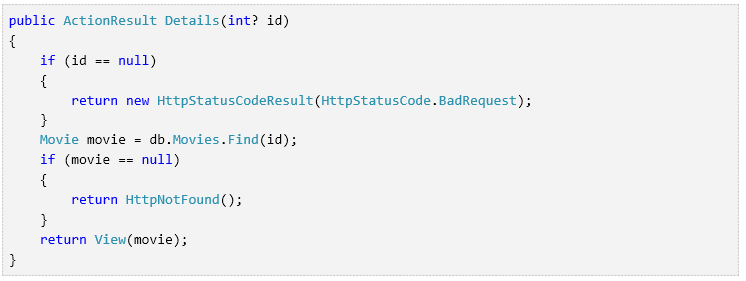 public ActionResult Details(int? id)
{
    if (id == null)
    {
        return new HttpStatusCodeResult(HttpStatusCode.BadRequest);
    }
    Movie movie = db.Movies.Find(id);
    if (movie == null)
    {
        return HttpNotFound();
    }
    return View(movie);
}